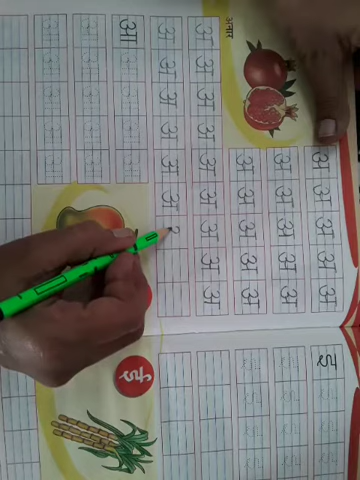 अ अ अ अ अ
अ अ अ अ अ
अ अ अ अ अ
अनार
अ अ अ अ अ अ अ अ अ
अ अ अ अ अ अ
आ आ आ आ आ
आ आ आ आ आ
आ आ आ आ आ
इ
ई